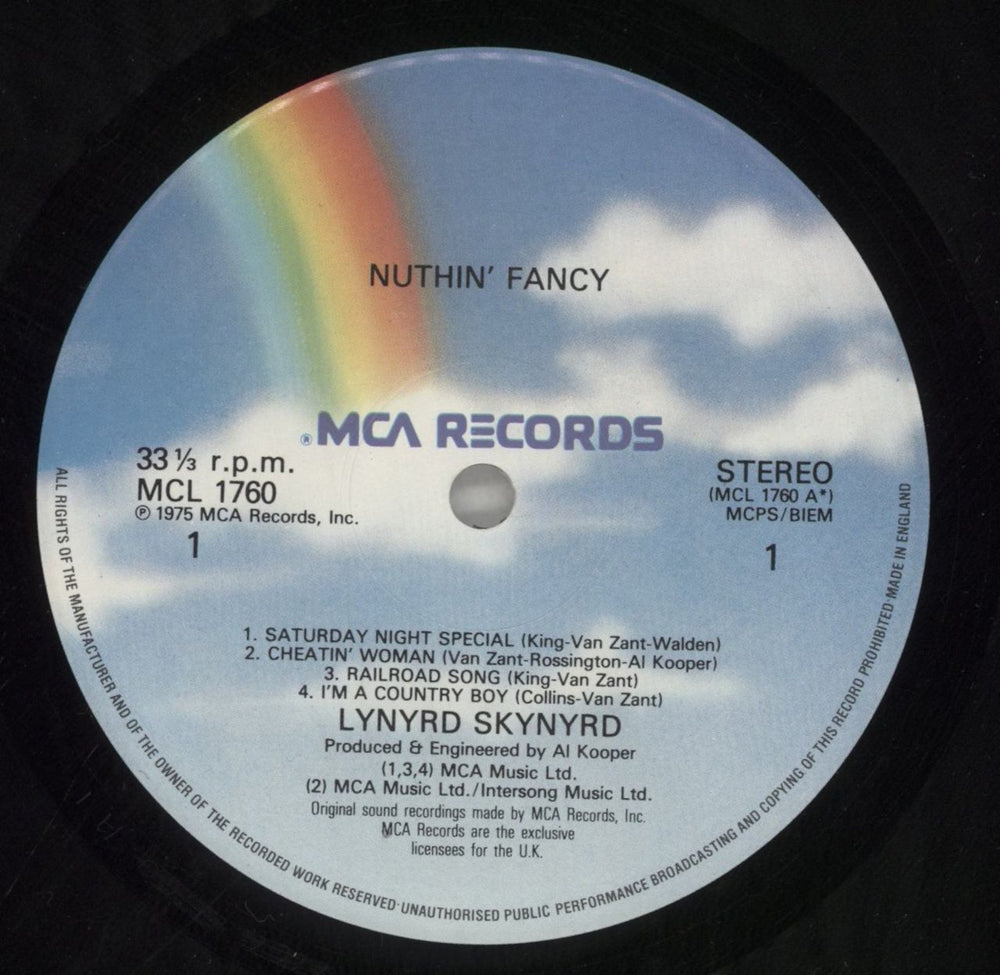 NUTHIN' FANCY
® MCA RECORDS
33 ⅓ r.p.m.
MCL 1760
℗ 1975 MCA Records, Inc.
1
STEREO
(MCL 1760 A*)
MCPS/BIEM
1
1. SATURDAY NIGHT SPECIAL (King-Van Zant-Walden)
2. CHEATIN' WOMAN (Van Zant-Rossington-Al Kooper)
3. RAILROAD SONG (King-Van Zant)
4. I'M A COUNTRY BOY (Collins-Van Zant)
LYNYRD SKYNYRD
Produced & Engineered by Al Kooper
(1,3,4) MCA Music Ltd.
(2) MCA Music Ltd./Intersong Music Ltd.
Original sound recordings made by MCA Records, Inc.
MCA Records are the exclusive
licensees for the U.K.
ALL RIGHTS OF THE MANUFACTURER AND OF THE OWNER OF THE RECORDED WORK RESERVED·UNAUTHORISED PUBLIC PERFORMANCE BROADCASTING AND COPYING OF THIS RECORD PROHIBITED·MADE IN ENGLAND